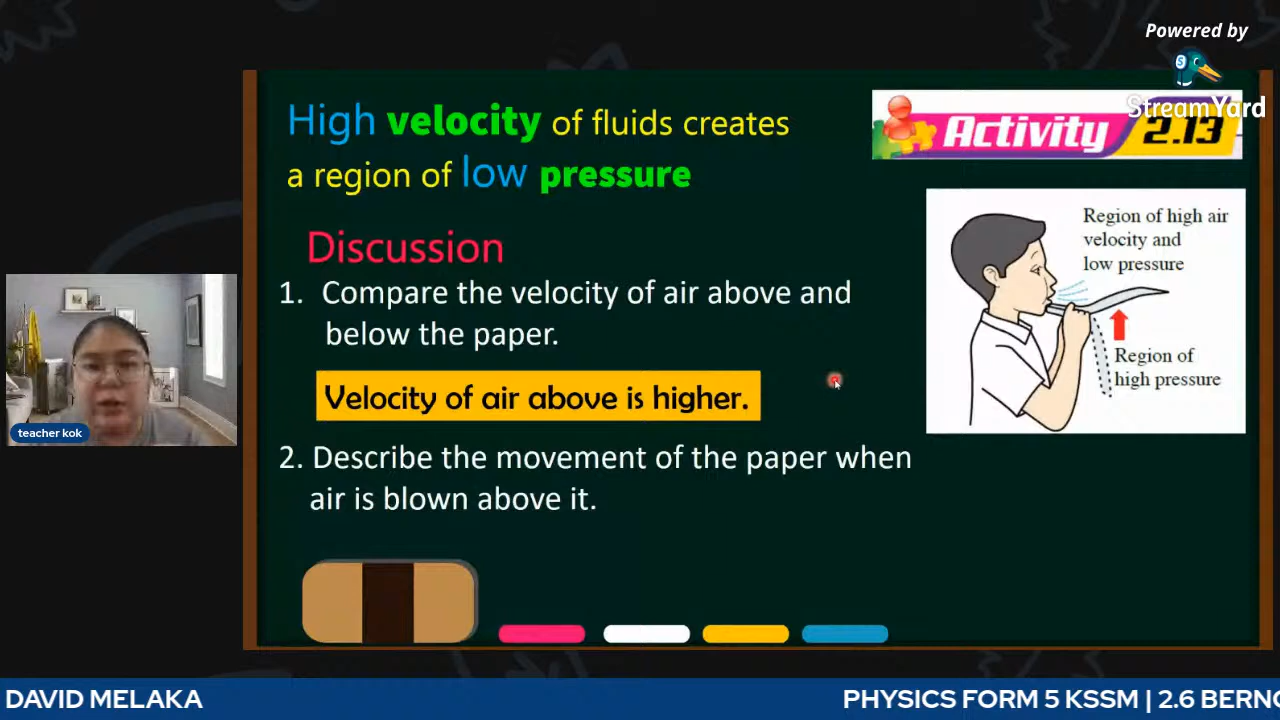 Powered by
StreamYard
High velocity of fluids creates
a region of low pressure
Activity 2.13
Discussion
1. Compare the velocity of air above and
below the paper.
Velocity of air above is higher.
2. Describe the movement of the paper when
air is blown above it.
Region of high air
velocity and
low pressure
Region of
high pressure
teacher kok
DAVID MELAKA
PHYSICS FORM 5 KSSM | 2.6 BERNO